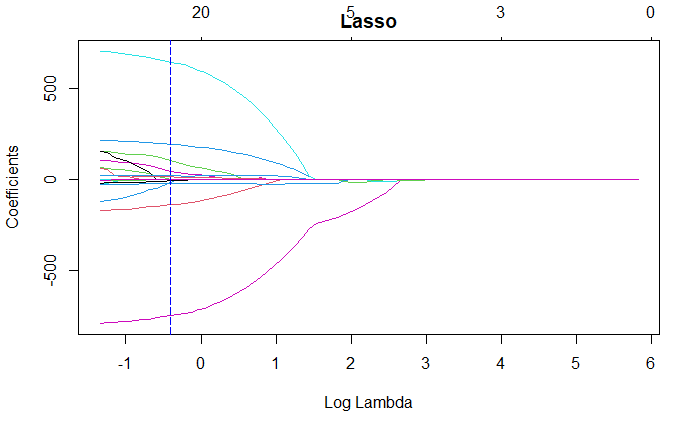 20 5 3 0
Lasso
500
0
-500
Coefficients
-1 0 1 2 3 4 5 6
Log Lambda